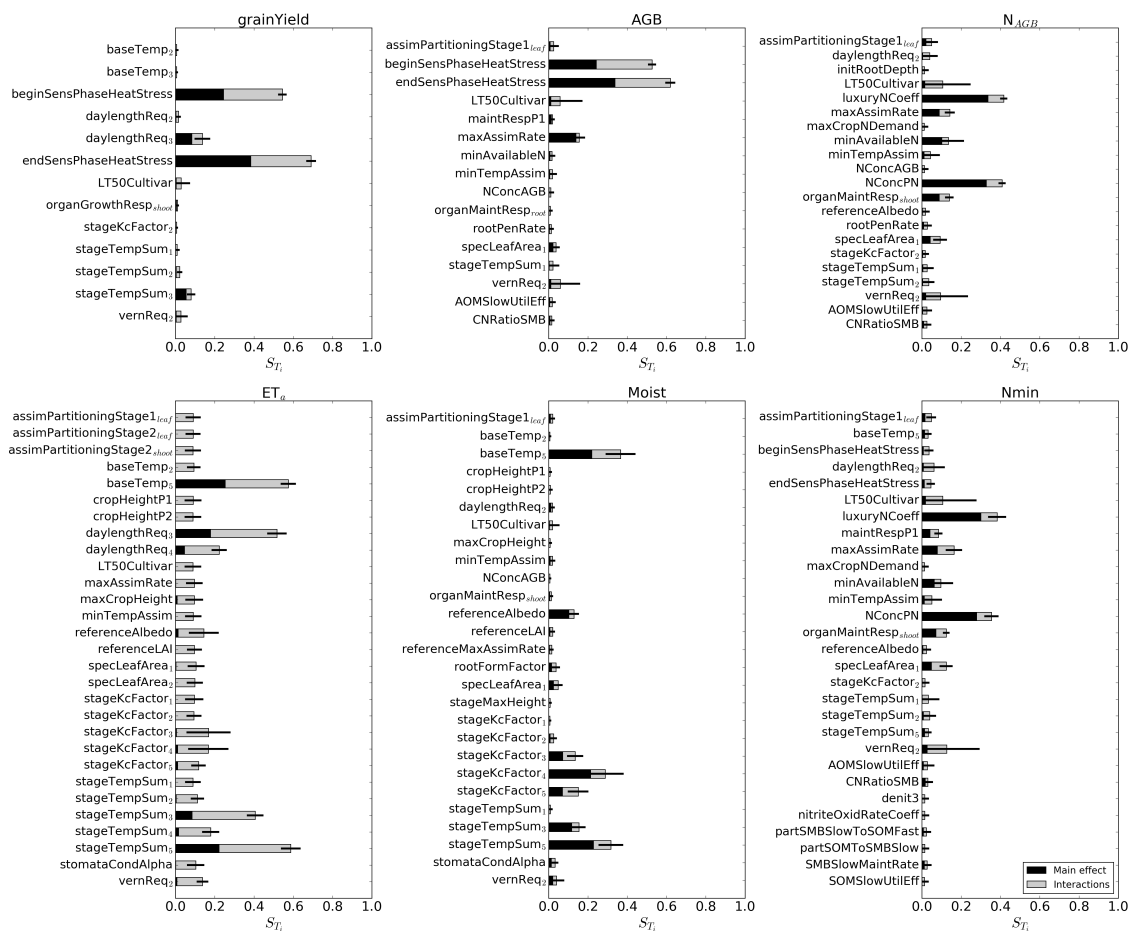 grainYield
baseTemp2
baseTemp3
beginSensPhaseHeatStress
daylengthReq2
daylengthReq3
endSensPhaseHeatStress
LT50Cultivar
organGrowthRespshoot
stageKcFactor2
stageTempSum1
stageTempSum2
stageTempSum3
vernReq2
0.0 0.2 0.4 0.6 0.8 1.0
STi
AGB
assimPartitioningStage1leaf
beginSensPhaseHeatStress
endSensPhaseHeatStress
LT50Cultivar
maintRespP1
maxAssimRate
minAvailableN
minTempAssim
NConcAGB
organMaintResproot
rootPenRate
specLeafArea1
stageTempSum1
vernReq2
AOMSlowUtilEff
CNRatioSMB
0.0 0.2 0.4 0.6 0.8 1.0
STi
NAGB
assimPartitioningStage1leaf
daylengthReq2
initRootDepth
LT50Cultivar
luxuryNCoeff
maxAssimRate
maxCropNDemand
minAvailableN
minTempAssim
NConcAGB
NConcPN
organMaintRespshoot
referenceAlbedo
rootPenRate
specLeafArea1
stageKcFactor2
stageTempSum1
stageTempSum2
vernReq2
AOMSlowUtilEff
CNRatioSMB
0.0 0.2 0.4 0.6 0.8 1.0
STi
ETa
assimPartitioningStage1leaf
assimPartitioningStage2leaf
assimPartitioningStage2shoot
baseTemp2
baseTemp5
cropHeightP1
cropHeightP2
daylengthReq3
daylengthReq4
LT50Cultivar
maxAssimRate
maxCropHeight
minTempAssim
referenceAlbedo
referenceLAI
specLeafArea1
specLeafArea2
stageKcFactor1
stageKcFactor2
stageKcFactor3
stageKcFactor4
stageKcFactor5
stageTempSum1
stageTempSum2
stageTempSum3
stageTempSum4
stageTempSum5
stomataCondAlpha
vernReq2
0.0 0.2 0.4 0.6 0.8 1.0
STi
Moist
assimPartitioningStage1leaf
baseTemp2
baseTemp5
cropHeightP1
cropHeightP2
daylengthReq2
LT50Cultivar
maxCropHeight
minTempAssim
NConcAGB
organMaintRespshoot
referenceAlbedo
referenceLAI
referenceMaxAssimRate
rootFormFactor
specLeafArea1
stageMaxHeight
stageKcFactor1
stageKcFactor2
stageKcFactor3
stageKcFactor4
stageKcFactor5
stageTempSum1
stageTempSum3
stageTempSum5
stomataCondAlpha
vernReq2
0.0 0.2 0.4 0.6 0.8 1.0
STi
Nmin
assimPartitioningStage1leaf
baseTemp5
beginSensPhaseHeatStress
daylengthReq2
endSensPhaseHeatStress
LT50Cultivar
luxuryNCoeff
maintRespP1
maxAssimRate
maxCropNDemand
minAvailableN
minTempAssim
NConcPN
organMaintRespshoot
referenceAlbedo
specLeafArea1
stageKcFactor2
stageTempSum1
stageTempSum2
stageTempSum5
vernReq2
AOMSlowUtilEff
CNRatioSMB
denit3
nitriteOxidRateCoeff
partSMBSlowToSOMFast
partSOMToSMBSlow
SMBSlowMaintRate
SOMSlowUtilEff
Main effect
Interactions
0.0 0.2 0.4 0.6 0.8 1.0
STi